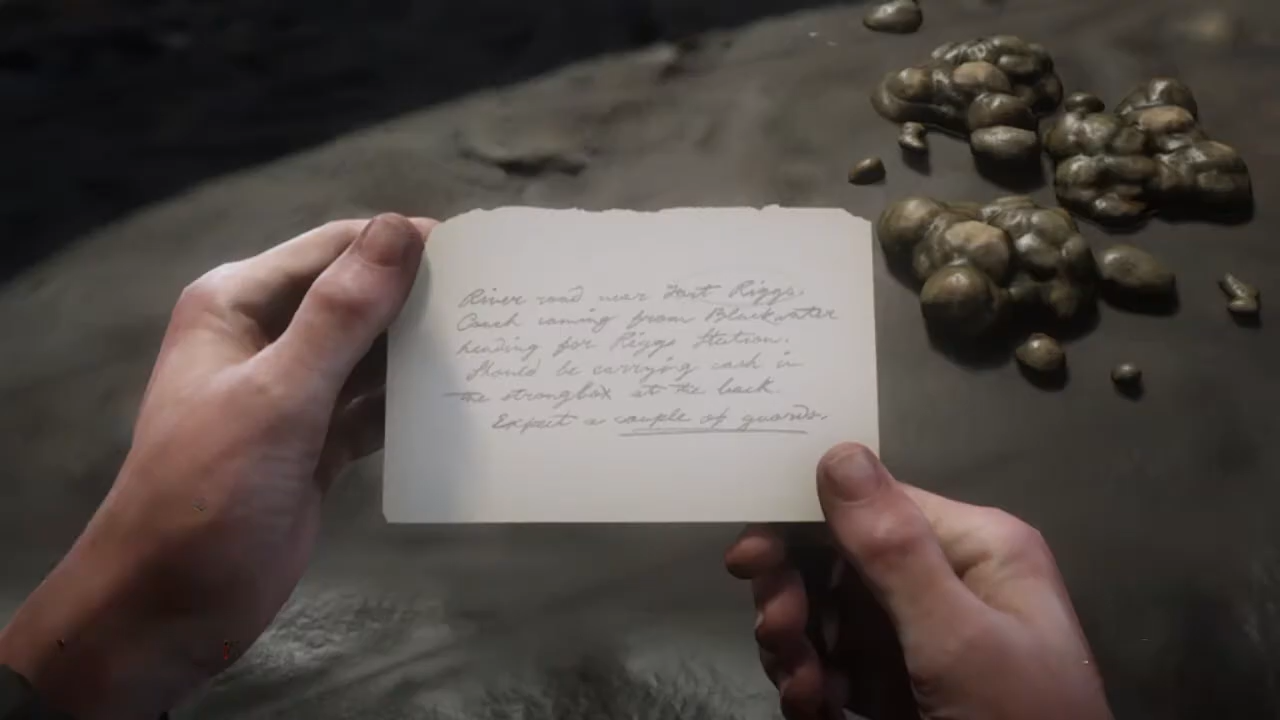 River road near Fort Riggs.
Coach coming from Blackwater
heading for Riggs Station.
Should be carrying cash in
the strongbox at the back.
Expect a couple of guards.